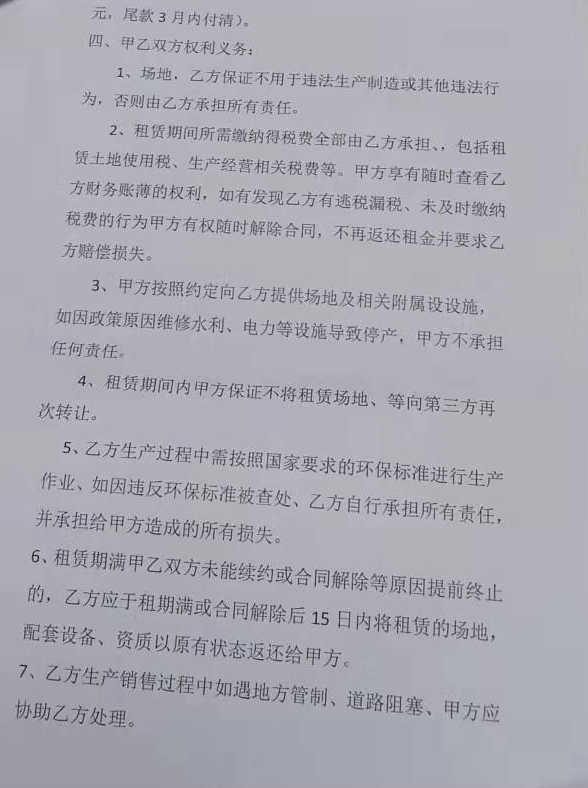 元，尾款 3 月内付清）。
四、甲乙双方权利义务：
1、场地，乙方保证不用于违法生产制造或其他违法行
为，否则由乙方承担所有责任。
2、租赁期间所需缴纳得税费全部由乙方承担、，包括租
赁土地使用税、生产经营相关税费等。甲方享有随时查看乙
方财务账薄的权利，如有发现乙方有逃税漏税、未及时缴纳
税费的行为甲方有权随时解除合同，不再返还租金并要求乙
方赔偿损失。
3、甲方按照约定向乙方提供场地及相关附属设设施，
如因政策原因维修水利、电力等设施导致停产，甲方不承担
任何责任。
4、租赁期间内甲方保证不将租赁场地、等向第三方再
次转让。
5、乙方生产过程中需按照国家要求的环保标准进行生产
作业、如因违反环保标准被查处、乙方自行承担所有责任，
并承担给甲方造成的所有损失。
6、租赁期满甲乙双方未能续约或合同解除等原因提前终止
的，乙方应于租期满或合同解除后 15 日内将租赁的场地，
配套设备、资质以原有状态返还给甲方。
7、乙方生产销售过程中如遇地方管制、道路阻塞、甲方应
协助乙方处理。